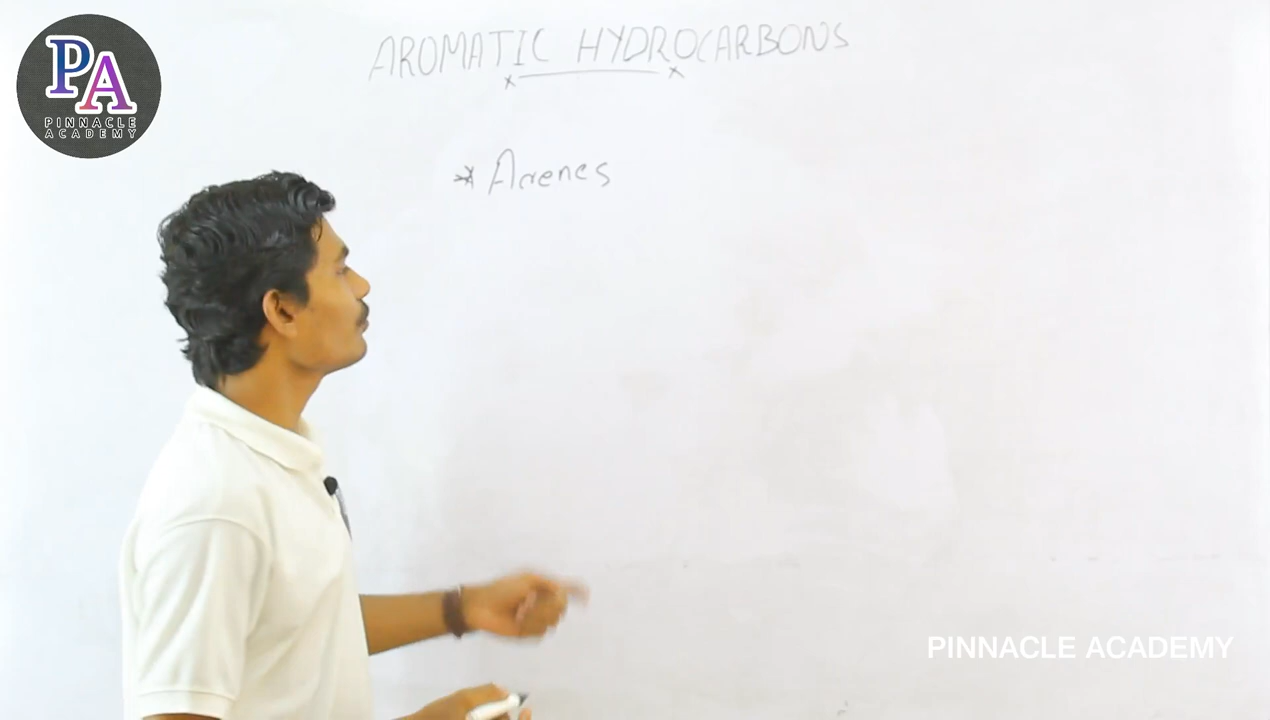 PA
PINNACLE
ACADEMY
AROMATIC HYDROCARBONS
* Arenes
PINNACLE ACADEMY